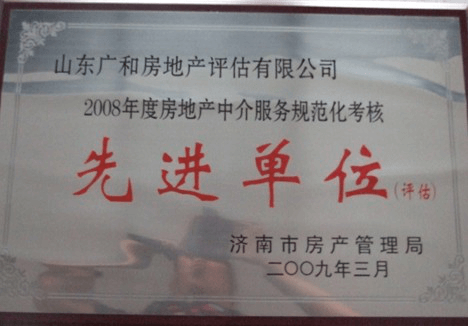 山东广和房地产评估有限公司
2008年度房地产中介服务规范化考核
先进单位(评估)
济南市房产管理局
二〇〇九年三月